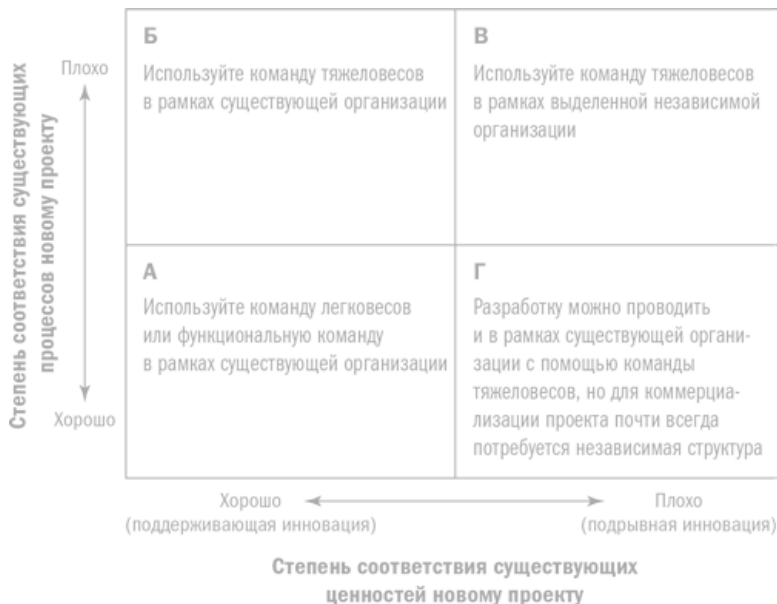 Степень соответствия существующих
процессов новому проекту
Плохо
Хорошо
Б
Используйте команду тяжеловесов
в рамках существующей организации
В
Используйте команду тяжеловесов
в рамках выделенной независимой
организации
А
Используйте команду легковесов
или функциональную команду
в рамках существующей организации
Г
Разработку можно проводить
и в рамках существующей органи-
зации с помощью команды
тяжеловесов, но для коммерциа-
лизации проекта почти всегда
потребуется независимая структура
Хорошо
(поддерживающая инновация)
Плохо
(подрывная инновация)
Степень соответствия существующих
ценностей новому проекту